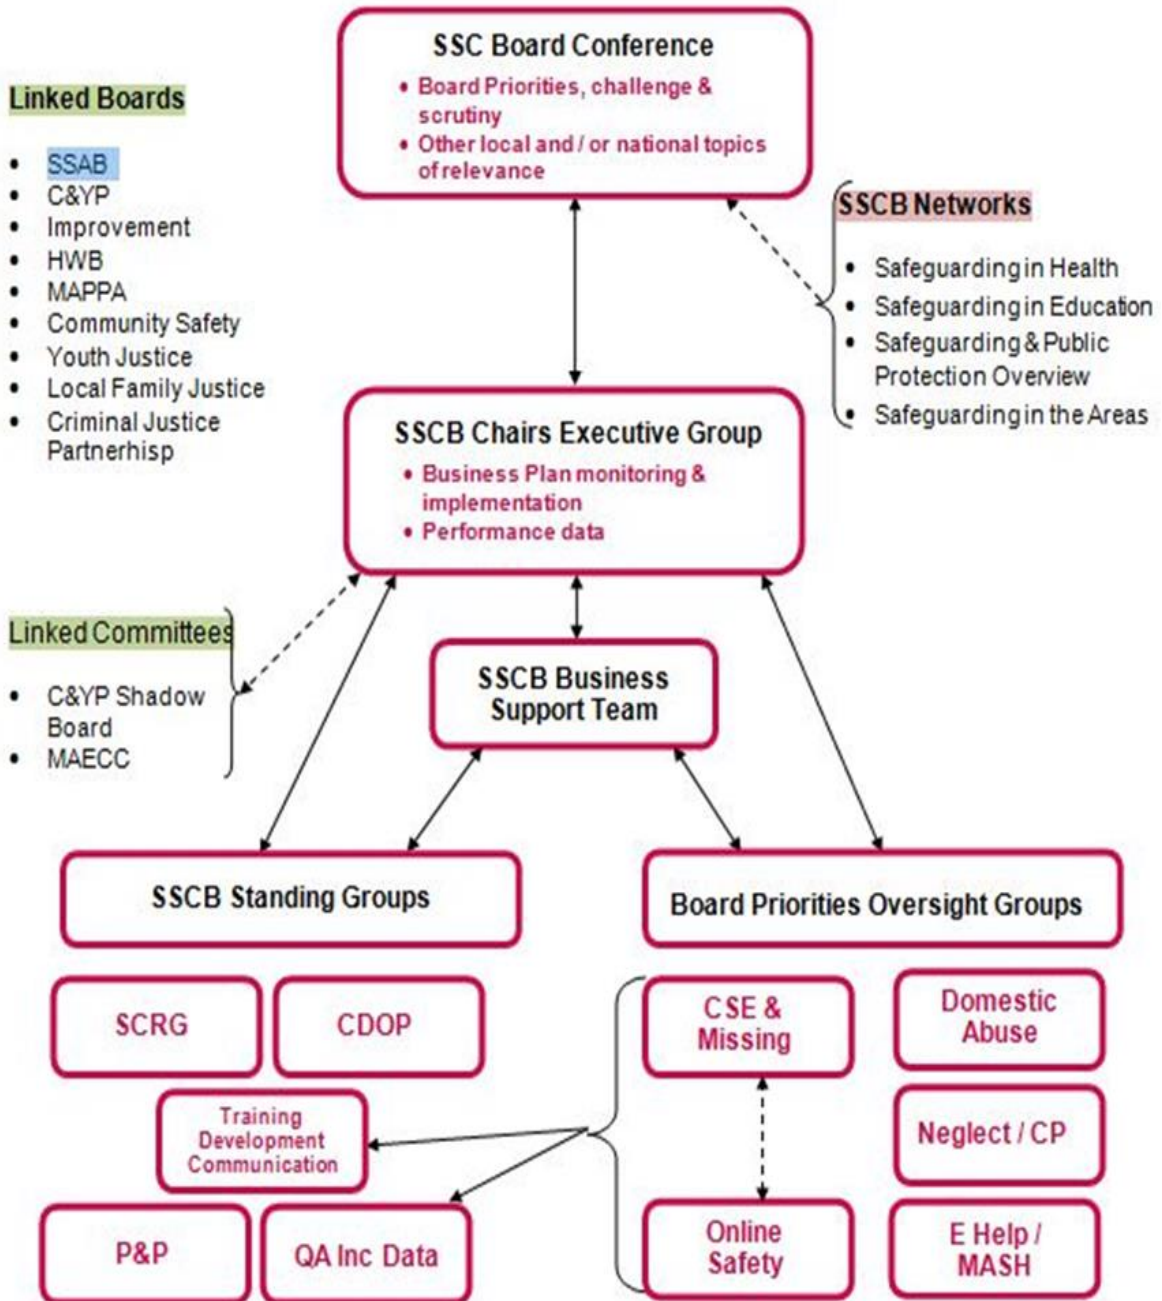 SSC Board Conference
• Board Priorities, challenge &
scrutiny
• Other local and / or national topics
of relevance
Linked Boards
• SSAB
• C&YP
• Improvement
• HWB
• MAPPA
• Community Safety
• Youth Justice
• Local Family Justice
• Criminal Justice
Partnerhisp
SSCB Networks
• Safeguarding in Health
• Safeguarding in Education
• Safeguarding & Public
Protection Overview
• Safeguarding in the Areas
SSCB Chairs Executive Group
• Business Plan monitoring &
implementation
• Performance data
Linked Committees
• C&YP Shadow
Board
• MAECC
SSCB Business
Support Team
SSCB Standing Groups
Board Priorities Oversight Groups
SCRG
CDOP
Training
Development
Communication
P&P
QA Inc Data
CSE &
Missing
Domestic
Abuse
Neglect / CP
Online
Safety
E Help /
MASH